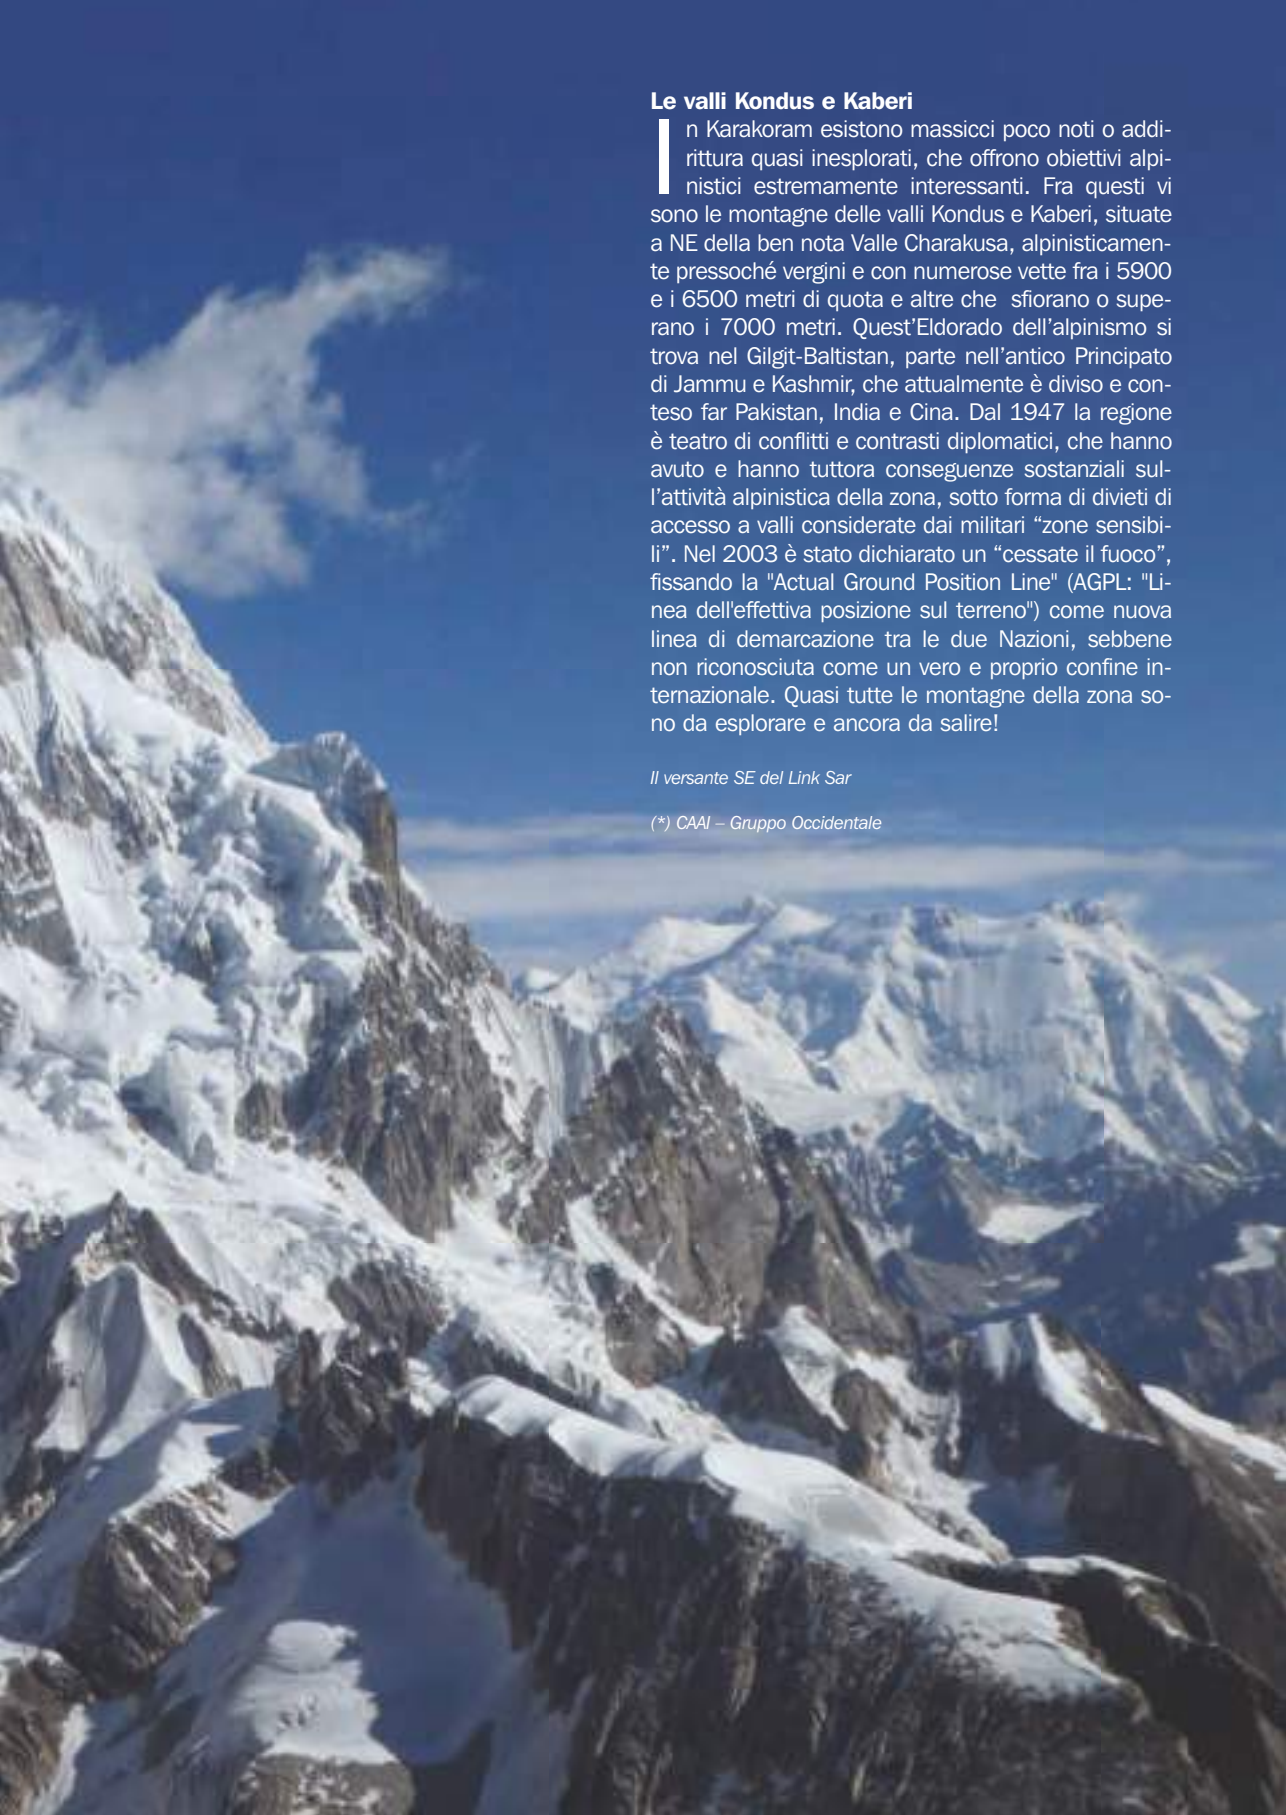 Le valli Kondus e Kaberi
In Karakoram esistono massicci poco noti o addi-
rittura quasi inesplorati, che offrono obiettivi alpi-
nistici estremamente interessanti. Fra questi vi
sono le montagne delle valli Kondus e Kaberi, situate
a NE della ben nota Valle Charakusa, alpinisticamen-
te pressoché vergini e con numerose vette fra i 5900
e i 6500 metri di quota e altre che sfiorano o supe-
rano i 7000 metri. Quest’Eldorado dell’alpinismo si
trova nel Gilgit-Baltistan, parte nell’antico Principato
di Jammu e Kashmir, che attualmente è diviso e con-
teso far Pakistan, India e Cina. Dal 1947 la regione
è teatro di conflitti e contrasti diplomatici, che hanno
avuto e hanno tuttora conseguenze sostanziali sul-
l’attività alpinistica della zona, sotto forma di divieti di
accesso a valli considerate dai militari “zone sensibi-
li”. Nel 2003 è stato dichiarato un “cessate il fuoco”,
fissando la "Actual Ground Position Line" (AGPL: "Li-
nea dell'effettiva posizione sul terreno") come nuova
linea di demarcazione tra le due Nazioni, sebbene
non riconosciuta come un vero e proprio confine in-
ternazionale. Quasi tutte le montagne della zona so-
no da esplorare e ancora da salire!
Il versante SE del Link Sar
(*) CAAI – Gruppo Occidentale